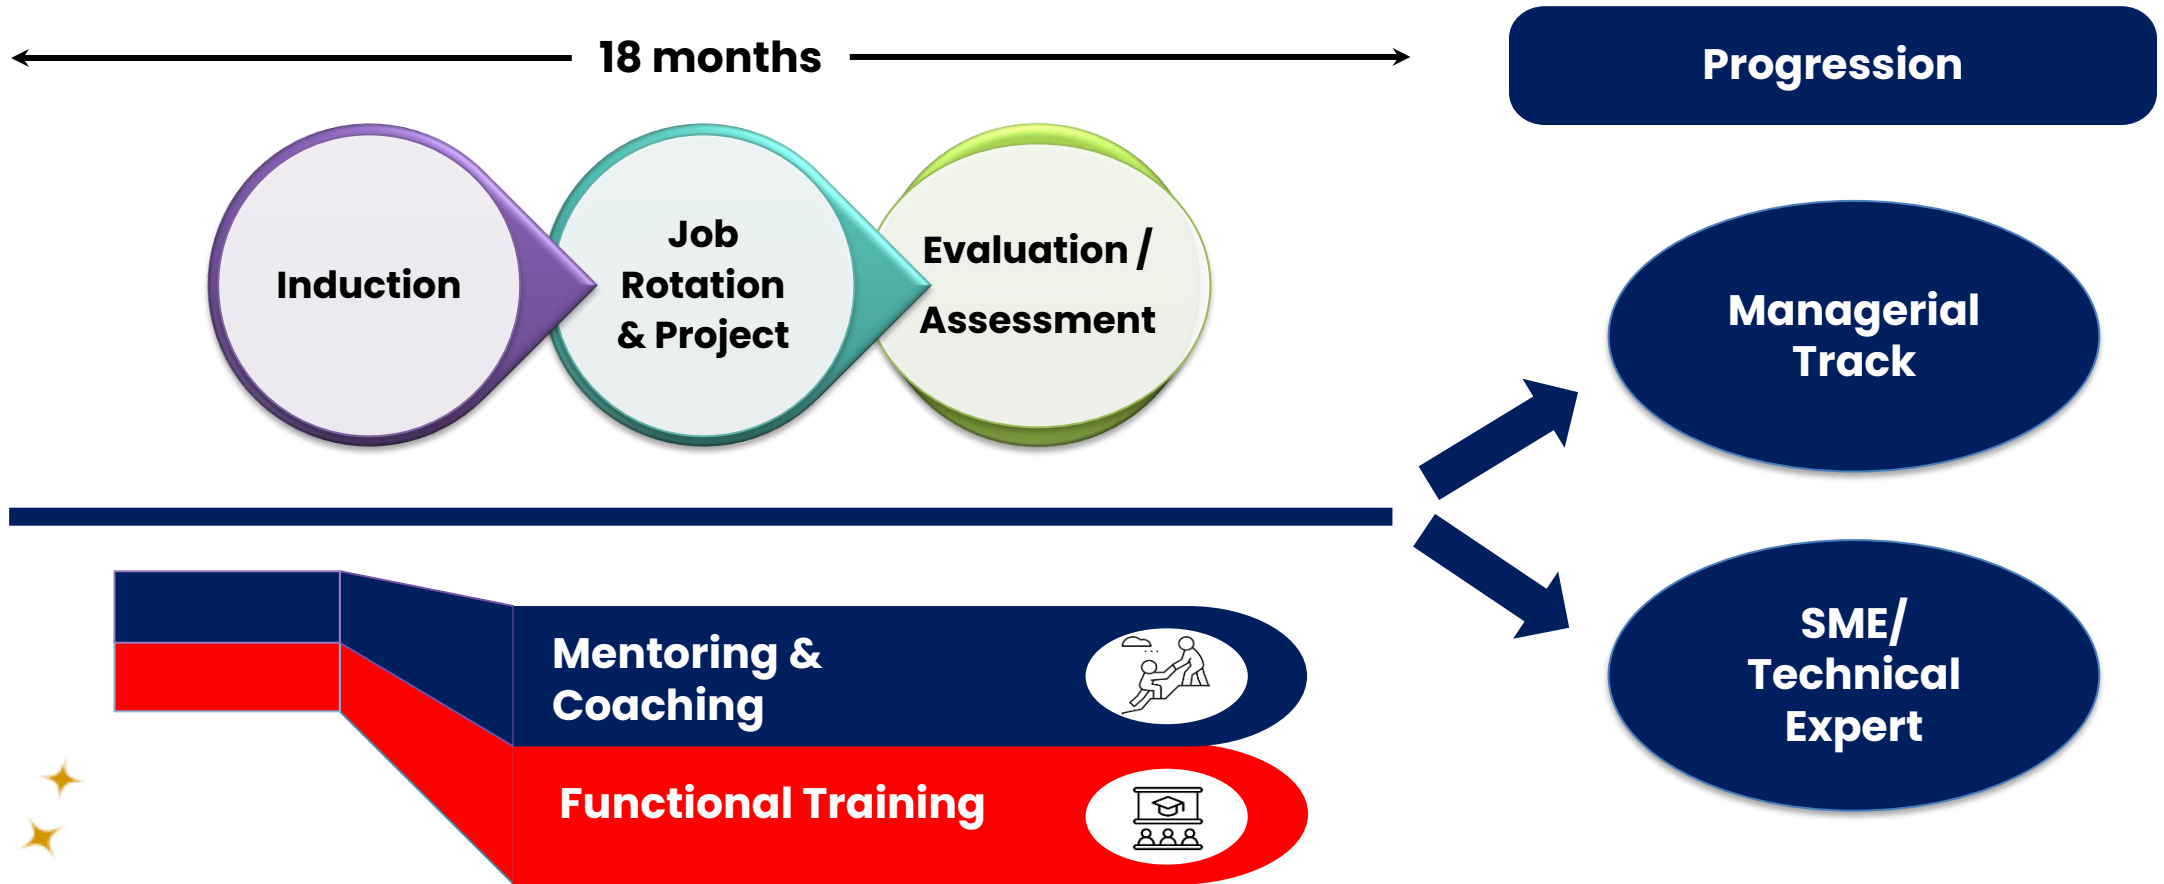 18 months
Progression
Induction
Job
Rotation
& Project
Evaluation /
Assessment
Managerial
Track
Mentoring &
Coaching
Functional Training
SME/
Technical
Expert